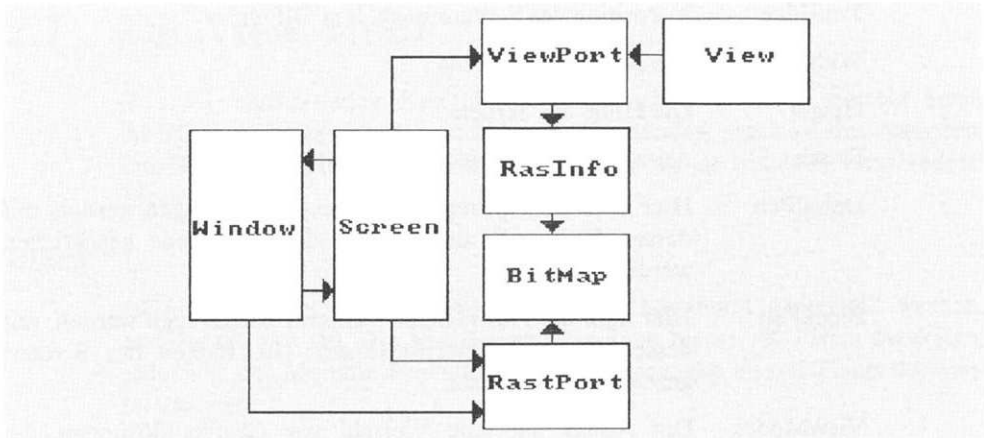 ViewPort
View
RasInfo
Window
Screen
BitMap
RastPort